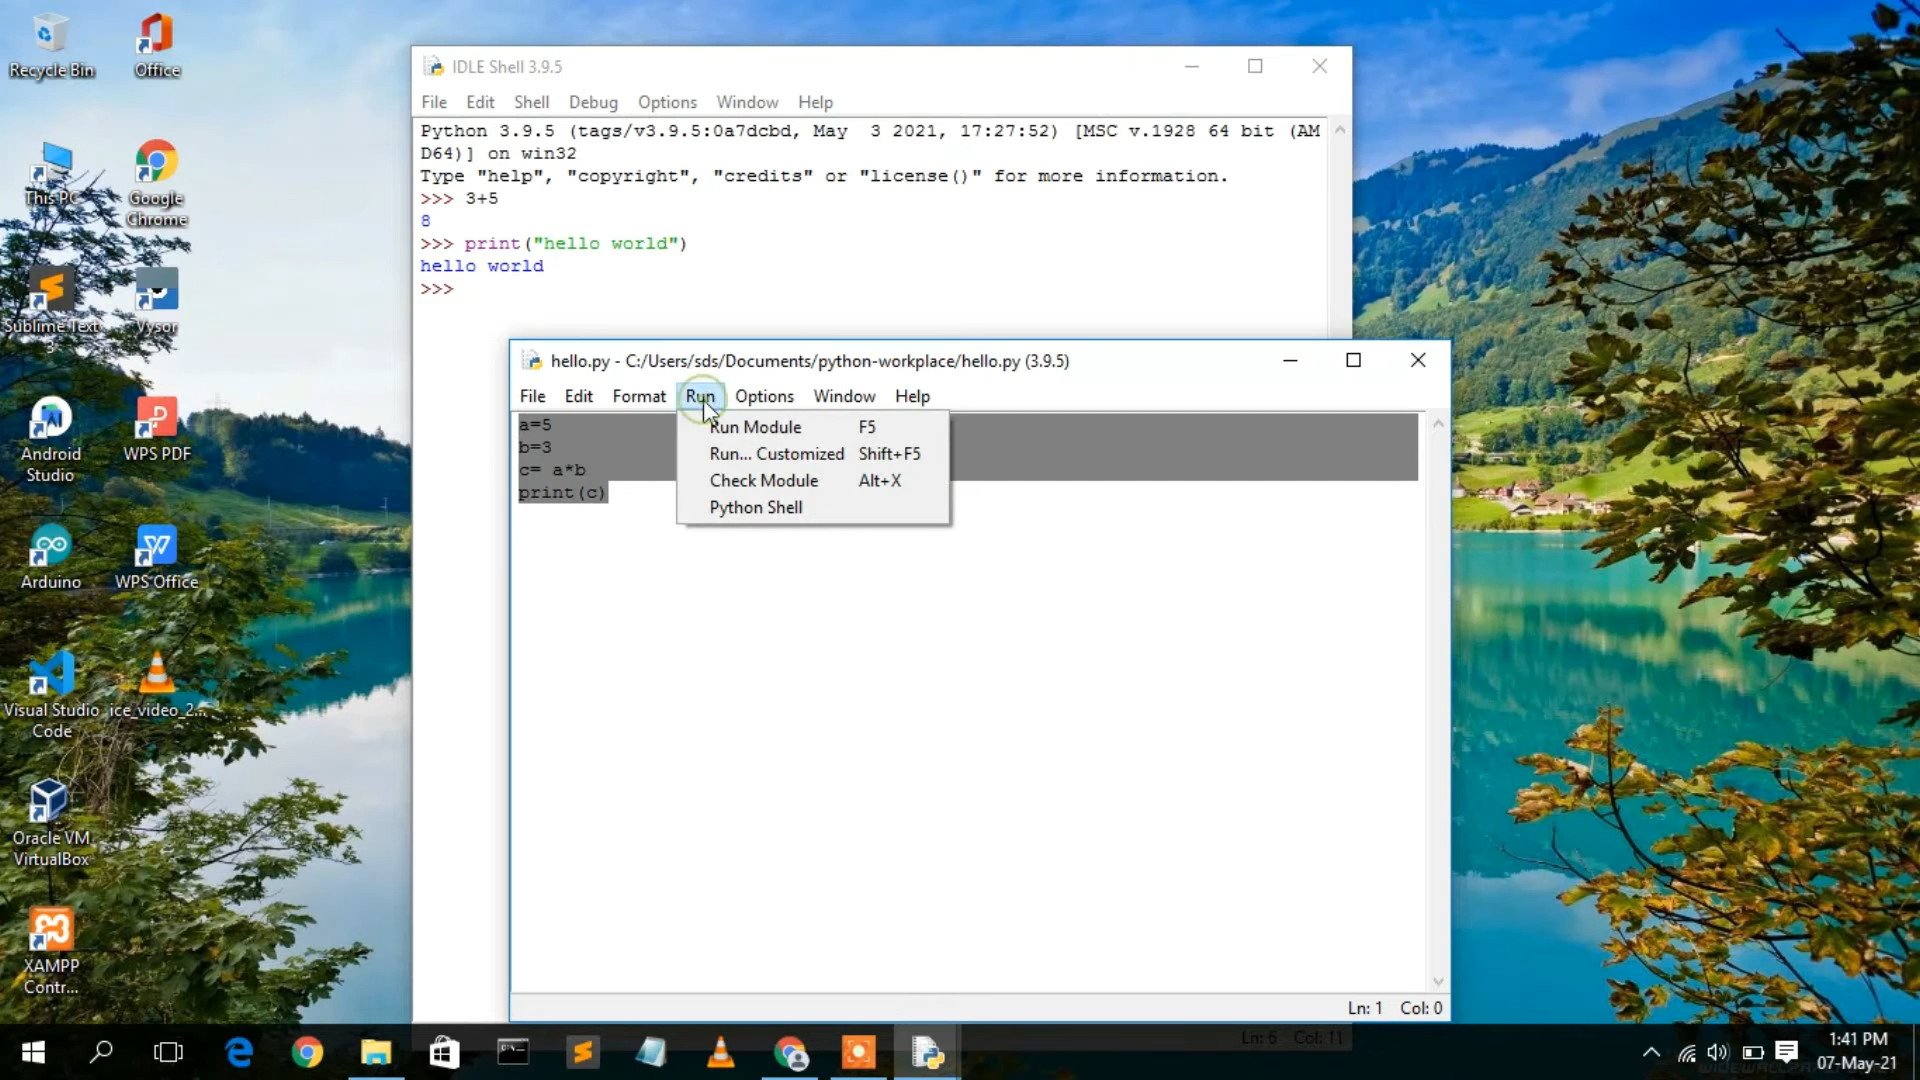 Recycle Bin
Office
This PC
Google
Chrome
Sublime Text
3
Vysor
Android
Studio
WPS PDF
Arduino
WPS Office
Visual Studio
Code
ice_video_2...
Oracle VM
VirtualBox
XAMPP
Contr...
IDLE Shell 3.9.5
File Edit Shell Debug Options Window Help
Python 3.9.5 (tags/v3.9.5:0a7dcbd, May  3 2021, 17:27:52) [MSC v.1928 64 bit (AM
D64)] on win32
Type "help", "copyright", "credits" or "license()" for more information.
>>> 3+5
8
>>> print("hello world")
hello world
>>>
hello.py - C:/Users/sds/Documents/python-workplace/hello.py (3.9.5)
File Edit Format Run Options Window Help
a=5
b=3
c= a*b
print(c)
Run Module F5
Run... Customized Shift+F5
Check Module Alt+X
Python Shell
Ln: 1 Col: 0
Ln: 6 Col: 11
1:41 PM
07-May-21